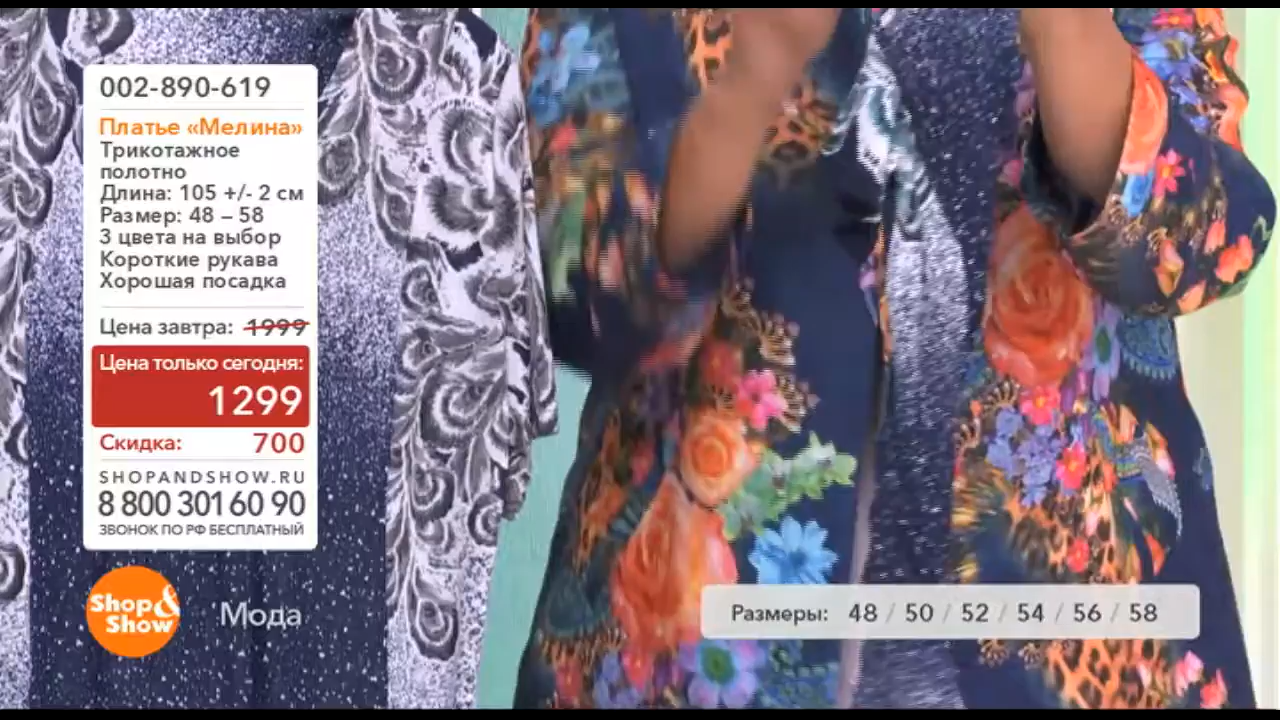 002-890-619
Платье «Мелина»
Трикотажное
полотно
Длина: 105 +/- 2 см
Размер: 48 – 58
3 цвета на выбор
Короткие рукава
Хорошая посадка
Цена завтра: 1999
Цена только сегодня:
1299
Скидка: 700
SHOPANDSHOW.RU
8 800 301 60 90
ЗВОНОК ПО РФ БЕСПЛАТНЫЙ
Shop&
Show
Мода
Размеры: 48 / 50 / 52 / 54 / 56 / 58